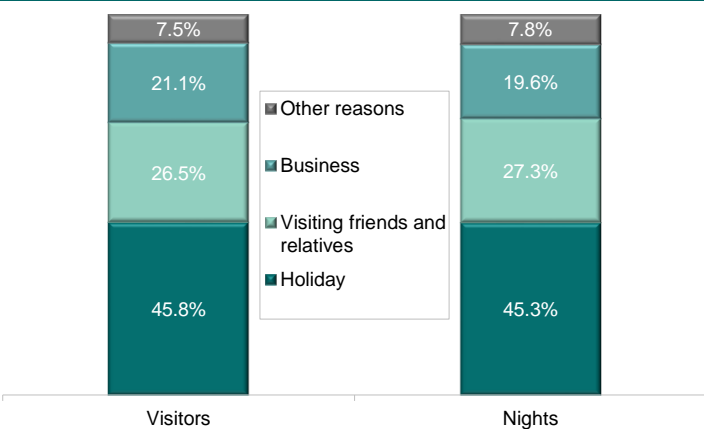 7.5%
7.8%
21.1%
19.6%
Other reasons
Business
26.5%
27.3%
Visiting friends and
relatives
Holiday
45.8%
45.3%
Visitors
Nights